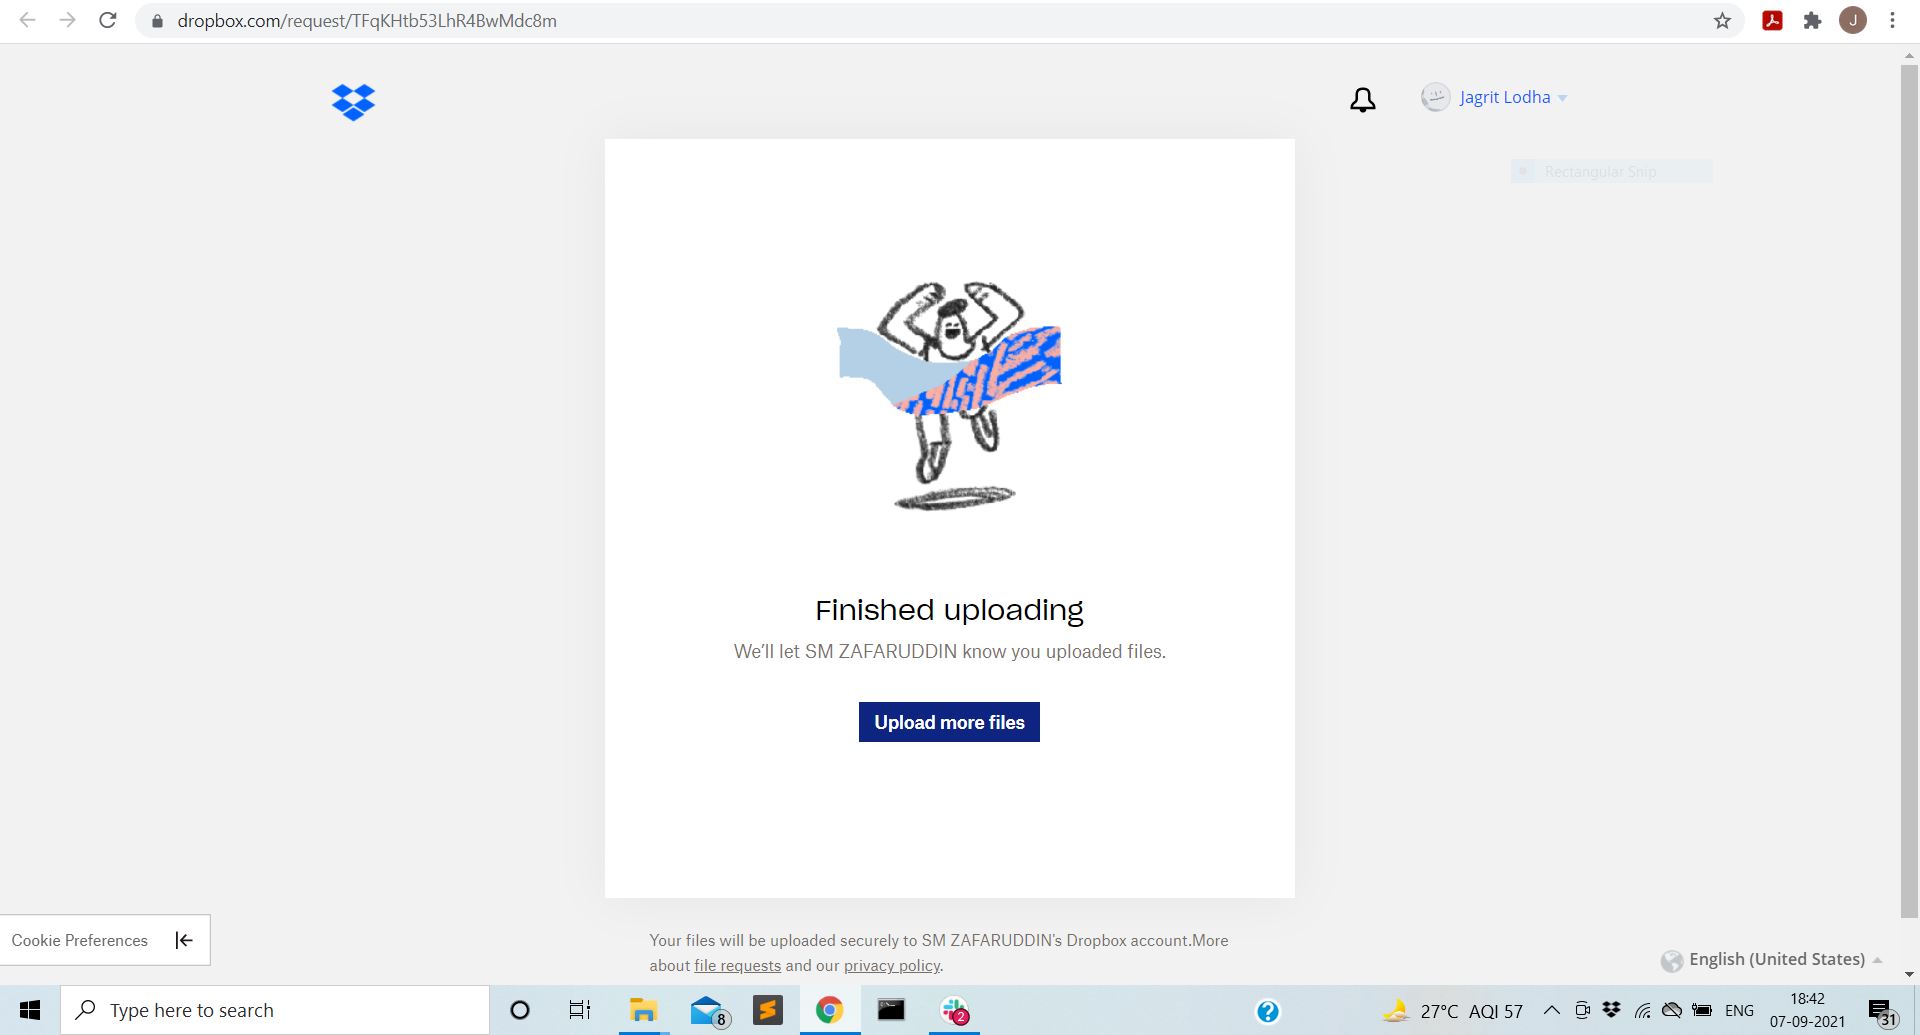 dropbox.com/request/TFqKHtb53LhR4BwMdc8m
J
Jagrit Lodha
Rectangular Snip
Finished uploading
We'll let SM ZAFARUDDIN know you uploaded files.
Upload more files
Cookie Preferences
Your files will be uploaded securely to SM ZAFARUDDIN's Dropbox account.More
about file requests and our privacy policy.
English (United States)
Type here to search
8
2
27°C AQI 57
ENG
18:42
07-09-2021
31